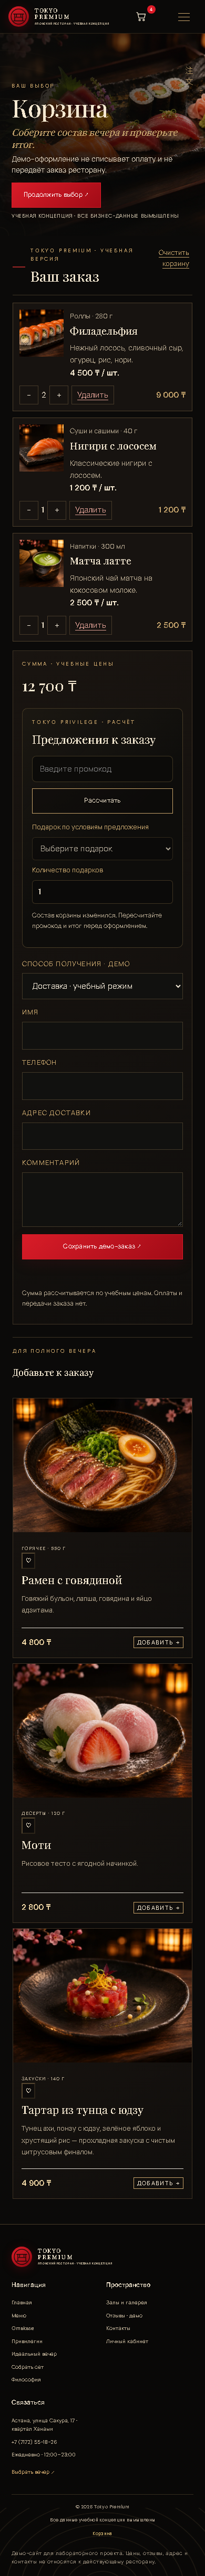 TOKYO
PREMIUM
ЯПОНСКИЙ РЕСТОРАН · УЧЕБНАЯ КОНЦЕПЦИЯ
4
ВАШ ВЫБОР
Корзина
Соберите состав вечера и проверьте
итог.
Демо-оформление не списывает оплату и не
передаёт заказ ресторану.
Продолжить выбор ↗
УЧЕБНАЯ КОНЦЕПЦИЯ · ВСЕ БИЗНЕС-ДАННЫЕ ВЫМЫШЛЕНЫ
TOKYO PREMIUM · УЧЕБНАЯ
ВЕРСИЯ
Ваш заказ
Очистить
корзину
Роллы · 280 г
Филадельфия
Нежный лосось, сливочный сыр,
огурец, рис, нори.
4 500 ₸ / шт.
− 2 + Удалить 9 000 ₸
Суши и сашими · 40 г
Нигири с лососем
Классические нигири с
лососем.
1 200 ₸ / шт.
− 1 + Удалить 1 200 ₸
Напитки · 300 мл
Матча латте
Японский чай матча на
кокосовом молоке.
2 500 ₸ / шт.
− 1 + Удалить 2 500 ₸
СУММА · УЧЕБНЫЕ ЦЕНЫ
12 700 ₸
TOKYO PRIVILEGE · РАСЧЁТ
Предложения к заказу
Введите промокод
Рассчитать
Подарок по условиям предложения
Выберите подарок
Количество подарков
1
Состав корзины изменился. Пересчитайте
промокод и итог перед оформлением.
СПОСОБ ПОЛУЧЕНИЯ · ДЕМО
Доставка · учебный режим
ИМЯ
ТЕЛЕФОН
АДРЕС ДОСТАВКИ
КОММЕНТАРИЙ
Сохранить демо-заказ ↗
Сумма рассчитывается по учебным ценам. Оплаты и
передачи заказа нет.
ДЛЯ ПОЛНОГО ВЕЧЕРА
Добавьте к заказу
ГОРЯЧЕЕ · 550 Г
♡
Рамен с говядиной
Говяжий бульон, лапша, говядина и яйцо
адзитама.
4 800 ₸ ДОБАВИТЬ +
ДЕСЕРТЫ · 120 Г
♡
Моти
Рисовое тесто с ягодной начинкой.
2 800 ₸ ДОБАВИТЬ +
ЗАКУСКИ · 140 Г
♡
Тартар из тунца с юдзу
Тунец акаи, понзу с юдзу, зелёное яблоко и
хрустящий рис — прохладная закуска с чистым
цитрусовым финалом.
4 900 ₸ ДОБАВИТЬ +
TOKYO
PREMIUM
ЯПОНСКИЙ РЕСТОРАН · УЧЕБНАЯ КОНЦЕПЦИЯ
Навигация
Главная
Меню
Omakase
Привилегии
Идеальный вечер
Собрать сет
Философия
Пространство
Залы и галерея
Отзывы · демо
Контакты
Личный кабинет
Связаться
Астана, улица Сакура, 17 ·
квартал Ханами
+7 (7172) 55-18-26
Ежедневно · 12:00–23:00
Выбрать вечер ↗
© 2026 Tokyo Premium
Все данные учебной концепции вымышлены
Корзина
Демо-сайт для лабораторного проекта. Цены, отзывы, адрес и
контакты не относятся к действующему ресторану.